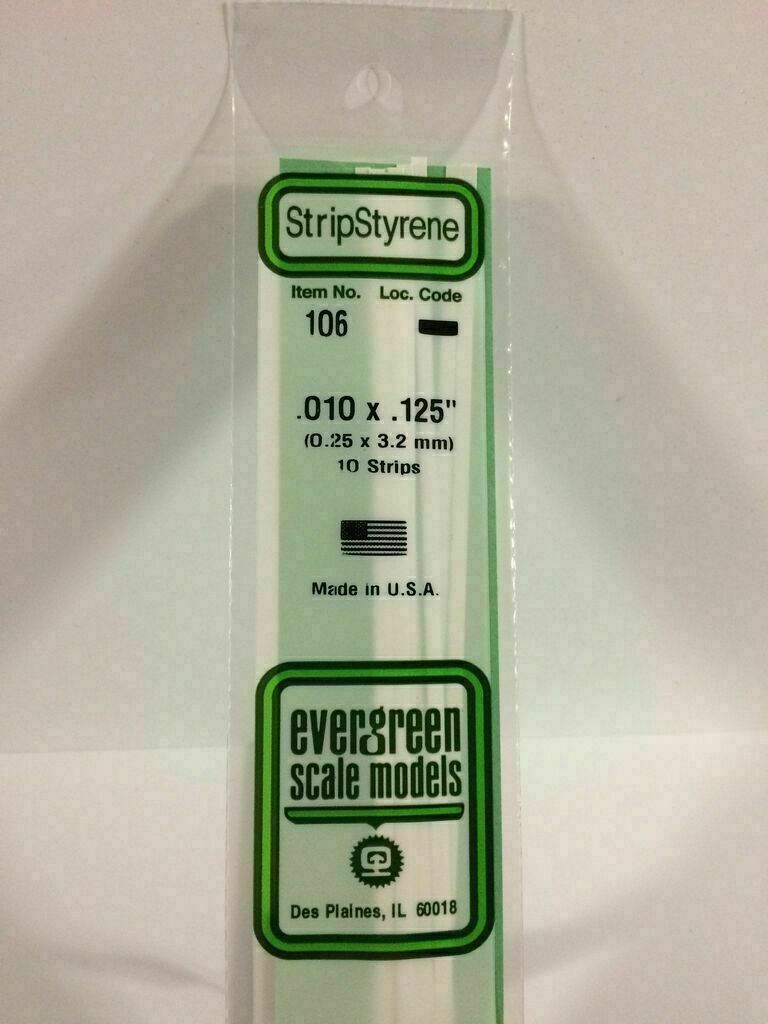 StripStyrene
Item No. Loc. Code
106
.010 x .125"
(0.25 x 3.2 mm)
10 Strips
Made in U.S.A.
evergreen
scale models
Des Plaines, IL 60018